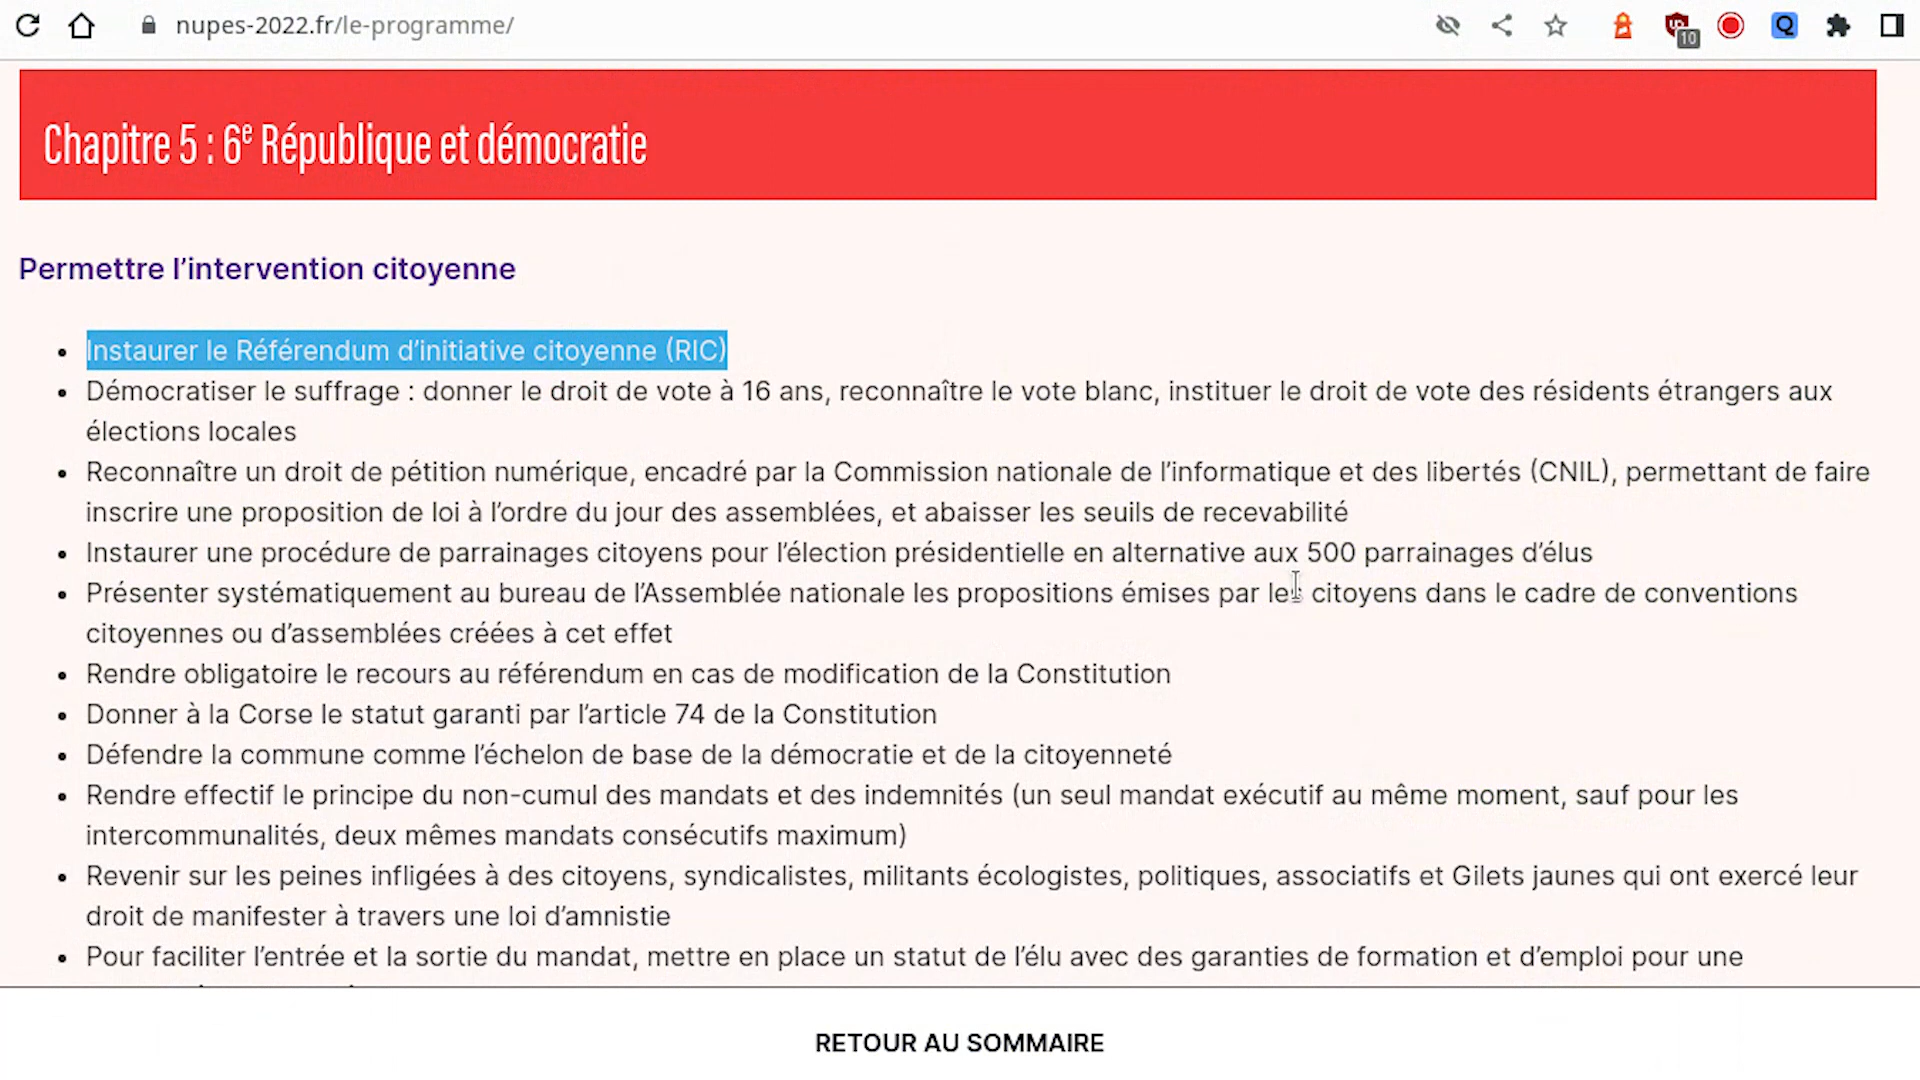 nupes-2022.fr/le-programme/
10
Q
Chapitre 5 : 6e République et démocratie
Permettre l’intervention citoyenne
• Instaurer le Référendum d’initiative citoyenne (RIC)
• Démocratiser le suffrage : donner le droit de vote à 16 ans, reconnaître le vote blanc, instituer le droit de vote des résidents étrangers aux
élections locales
• Reconnaître un droit de pétition numérique, encadré par la Commission nationale de l’informatique et des libertés (CNIL), permettant de faire
inscrire une proposition de loi à l’ordre du jour des assemblées, et abaisser les seuils de recevabilité
• Instaurer une procédure de parrainages citoyens pour l’élection présidentielle en alternative aux 500 parrainages d’élus
• Présenter systématiquement au bureau de l’Assemblée nationale les propositions émises par les citoyens dans le cadre de conventions
citoyennes ou d’assemblées créées à cet effet
• Rendre obligatoire le recours au référendum en cas de modification de la Constitution
• Donner à la Corse le statut garanti par l’article 74 de la Constitution
• Défendre la commune comme l’échelon de base de la démocratie et de la citoyenneté
• Rendre effectif le principe du non-cumul des mandats et des indemnités (un seul mandat exécutif au même moment, sauf pour les
intercommunalités, deux mêmes mandats consécutifs maximum)
• Revenir sur les peines infligées à des citoyens, syndicalistes, militants écologistes, politiques, associatifs et Gilets jaunes qui ont exercé leur
droit de manifester à travers une loi d’amnistie
• Pour faciliter l’entrée et la sortie du mandat, mettre en place un statut de l’élu avec des garanties de formation et d’emploi pour une
RETOUR AU SOMMAIRE